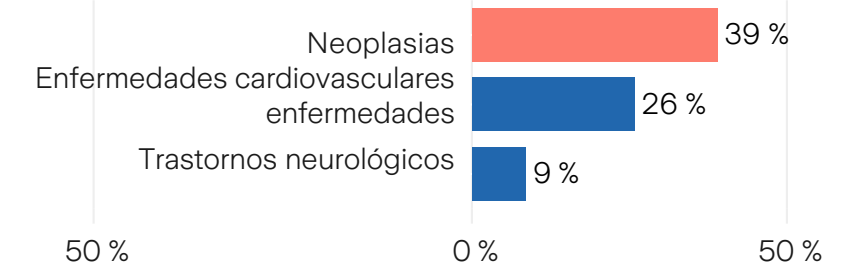 Neoplasias 39 %
Enfermedades cardiovasculares
enfermedades 26 %
Trastornos neurológicos 9 %
50 % 0 % 50 %